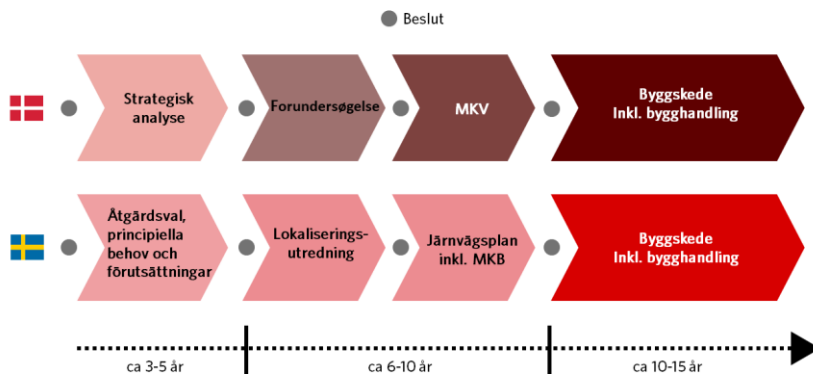 Beslut
Strategisk
analyse
Forundersøgelse
MKV
Byggskede
Inkl. bygghandling
Åtgärdsval,
principiella
behov och
förutsättningar
Lokaliserings-
utredning
Järnvägsplan
inkl. MKB
Byggskede
Inkl. bygghandling
ca 3-5 år
ca 6-10 år
ca 10-15 år